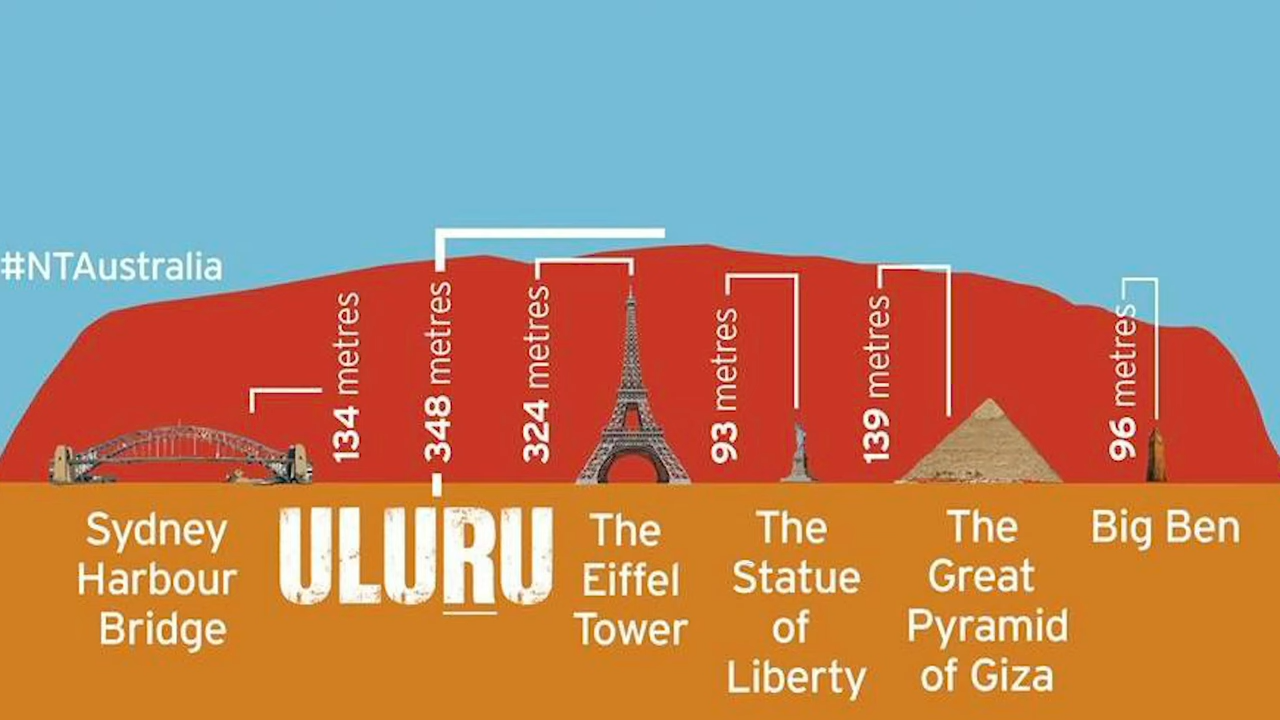 #NTAustralia
134 metres
348 metres
324 metres
93 metres
139 metres
96 metres
Sydney
Harbour
Bridge
ULURU
The
Eiffel
Tower
The
Statue
of
Liberty
The
Great
Pyramid
of Giza
Big Ben